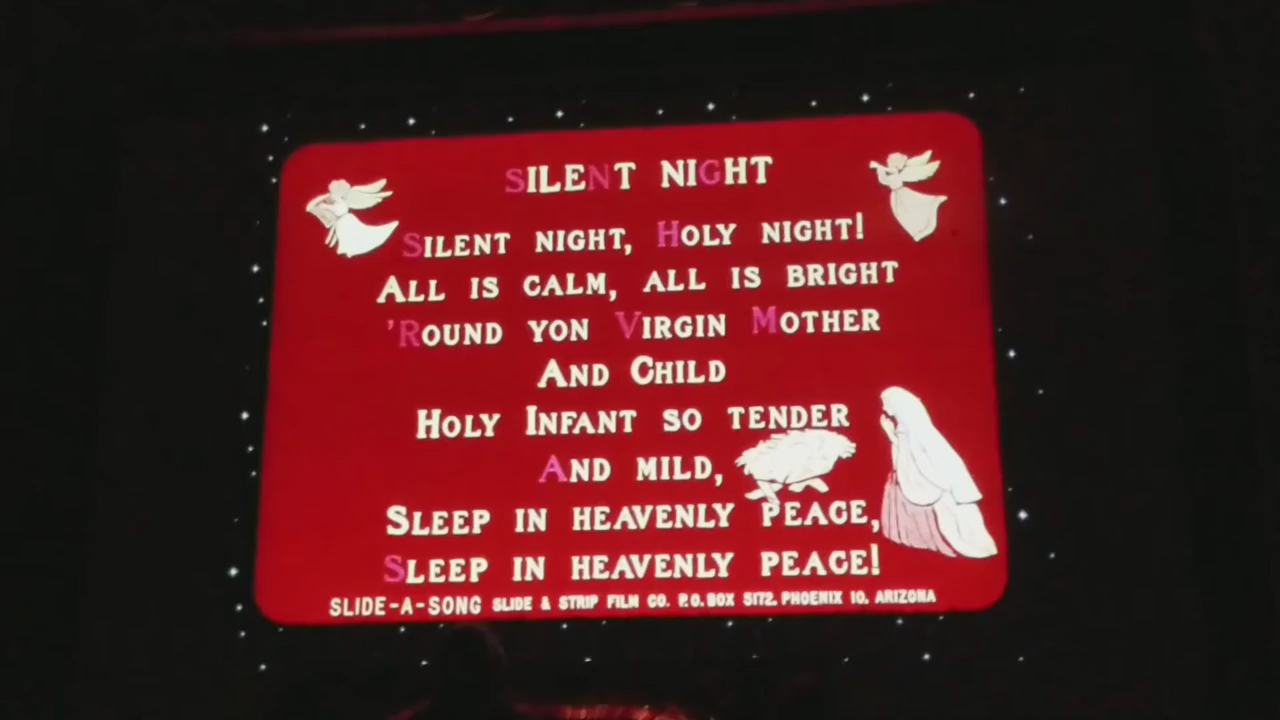 SILENT NIGHT
SILENT NIGHT, HOLY NIGHT!
ALL IS CALM, ALL IS BRIGHT
'ROUND YON VIRGIN MOTHER
AND CHILD
HOLY INFANT SO TENDER
AND MILD,
SLEEP IN HEAVENLY PEACE,
SLEEP IN HEAVENLY PEACE!
SLIDE-A-SONG SLIDE & STRIP FILM CO. P.O. BOX 5172, PHOENIX 10, ARIZONA